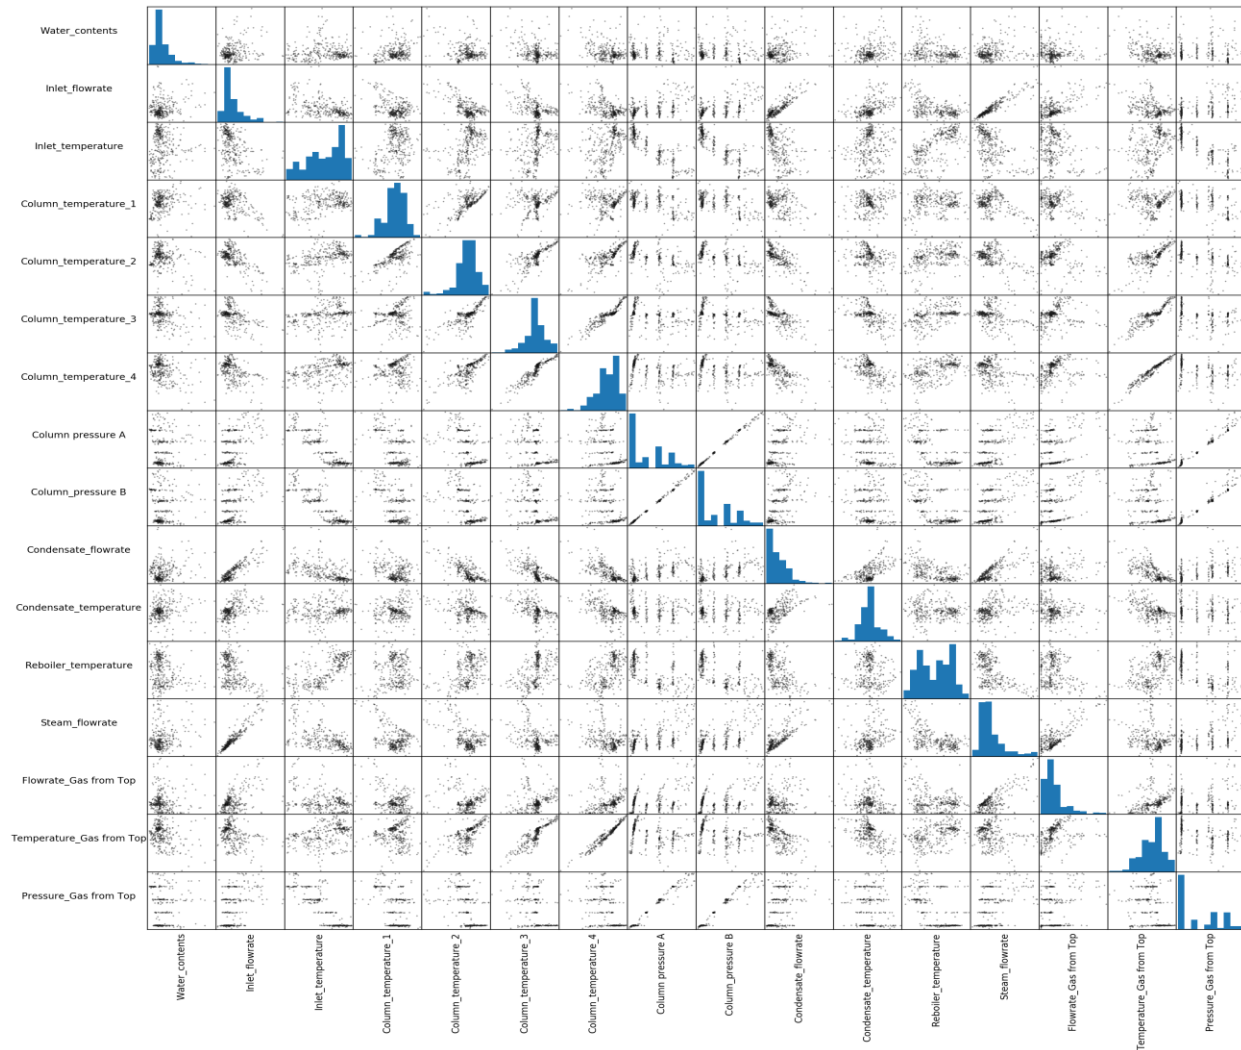 Water_contents
Inlet_flowrate
Inlet_temperature
Column_temperature_1
Column_temperature_2
Column_temperature_3
Column_temperature_4
Column pressure A
Column_pressure B
Condensate_flowrate
Condensate_temperature
Reboiler_temperature
Steam_flowrate
Flowrate_Gas from Top
Temperature_Gas from Top
Pressure_Gas from Top
Water_contents
Inlet_flowrate
Inlet_temperature
Column_temperature_1
Column_temperature_2
Column_temperature_3
Column_temperature_4
Column pressure A
Column_pressure B
Condensate_flowrate
Condensate_temperature
Reboiler_temperature
Steam_flowrate
Flowrate_Gas from Top
Temperature_Gas from Top
Pressure_Gas from Top